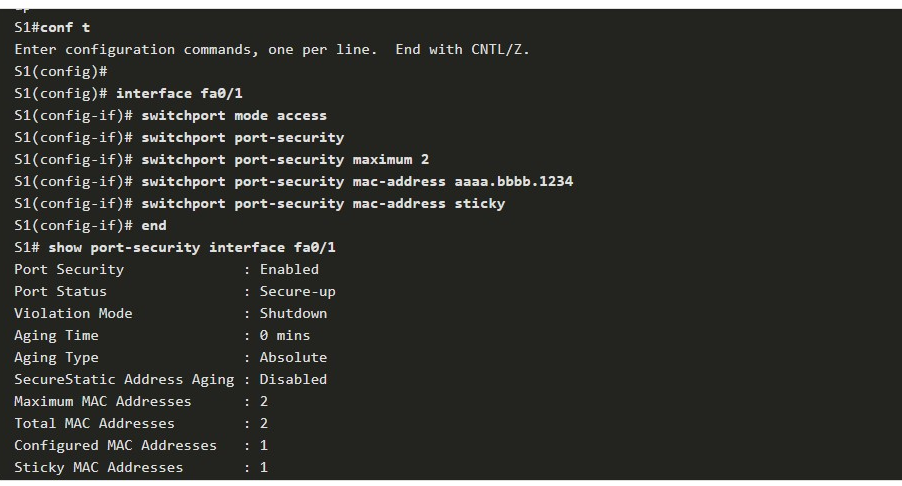 S1#conf t
Enter configuration commands, one per line.  End with CNTL/Z.
S1(config)#
S1(config)# interface fa0/1
S1(config-if)# switchport mode access
S1(config-if)# switchport port-security
S1(config-if)# switchport port-security maximum 2
S1(config-if)# switchport port-security mac-address aaaa.bbbb.1234
S1(config-if)# switchport port-security mac-address sticky
S1(config-if)# end
S1# show port-security interface fa0/1
Port Security              : Enabled
Port Status                : Secure-up
Violation Mode             : Shutdown
Aging Time                 : 0 mins
Aging Type                 : Absolute
SecureStatic Address Aging : Disabled
Maximum MAC Addresses      : 2
Total MAC Addresses        : 2
Configured MAC Addresses   : 1
Sticky MAC Addresses       : 1